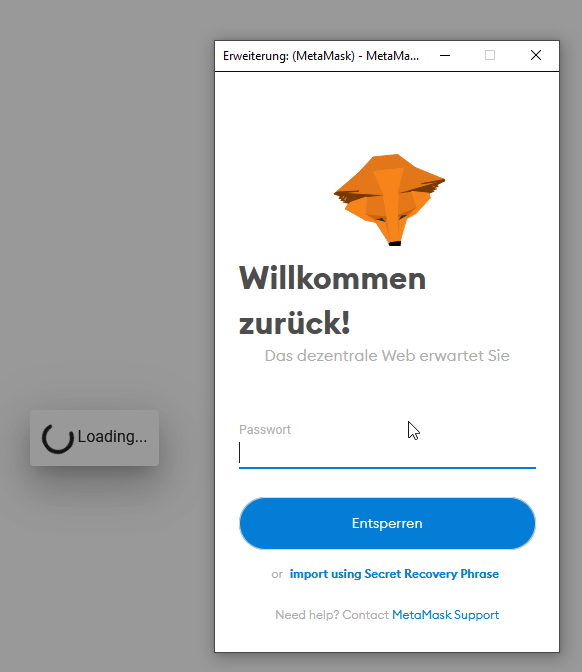 Erweiterung: (MetaMask) - MetaMa...
Willkommen
zurück!
Das dezentrale Web erwartet Sie
Passwort
Loading...
Entsperren
or import using Secret Recovery Phrase
Need help? Contact MetaMask Support